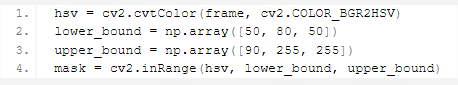 1. hsv = cv2.cvtColor(frame, cv2.COLOR_BGR2HSV)
2. lower_bound = np.array([50, 80, 50])
3. upper_bound = np.array([90, 255, 255])
4. mask = cv2.inRange(hsv, lower_bound, upper_bound)